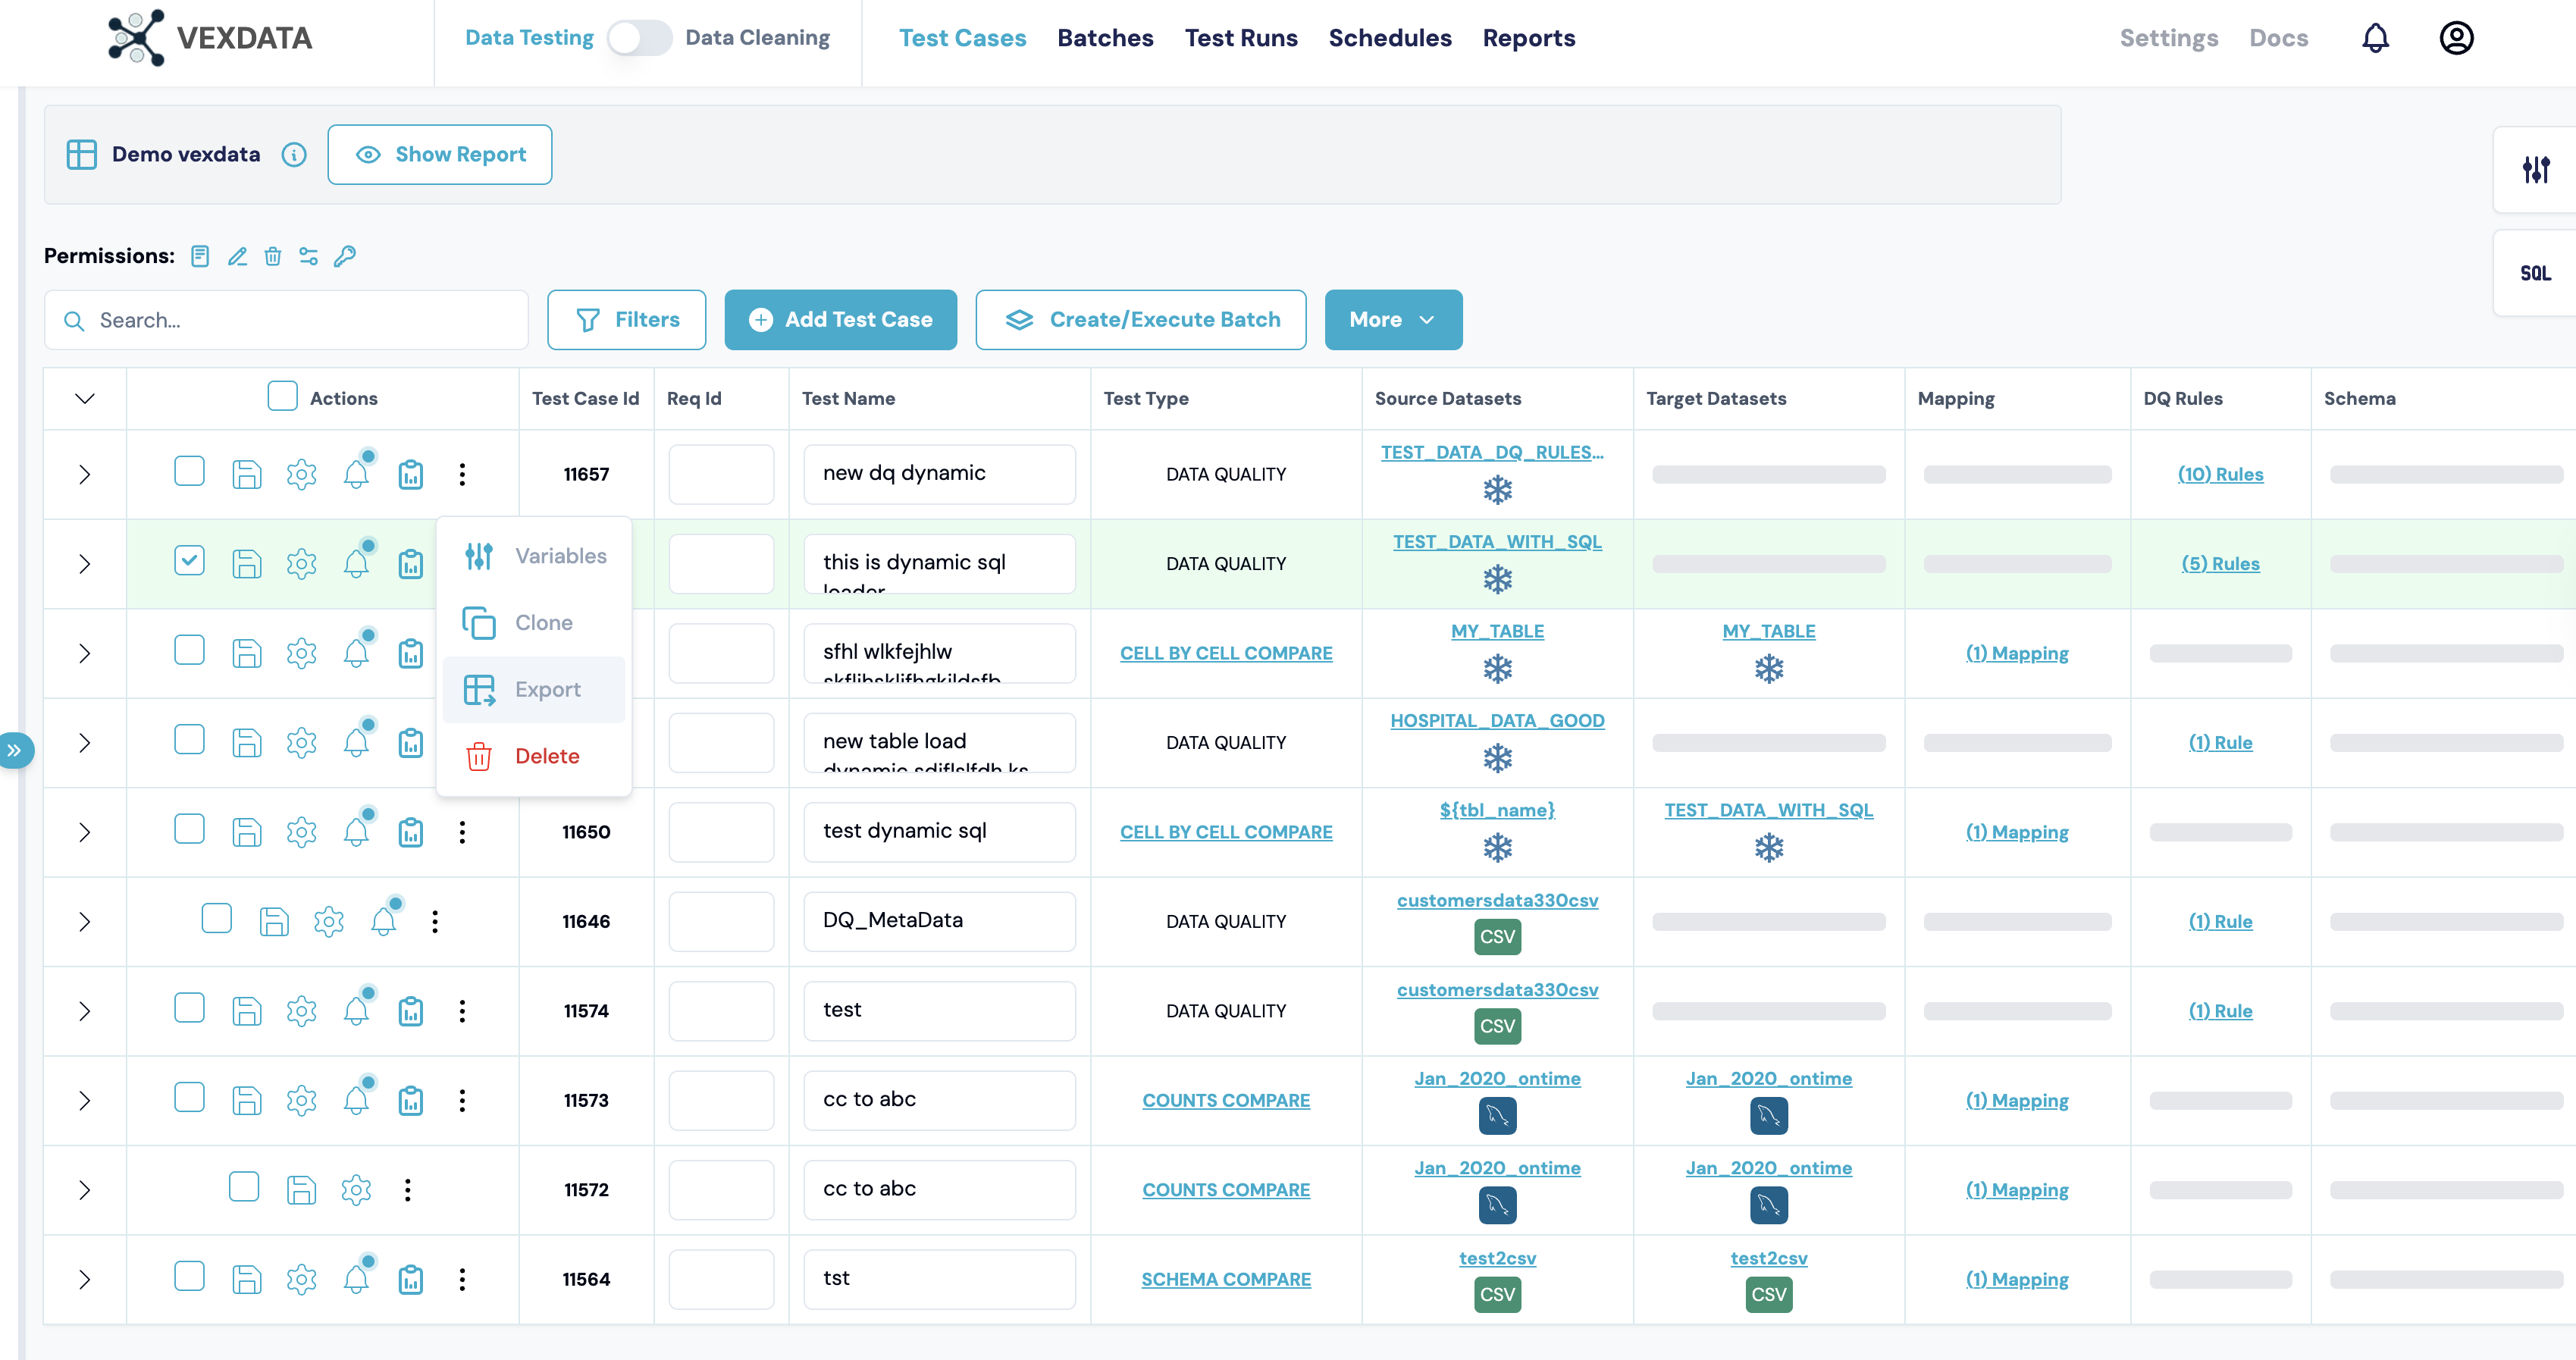 VEXDATA
Data Testing Data Cleaning
Test Cases Batches Test Runs Schedules Reports
Settings Docs
Demo vexdata Show Report
SQL
Permissions:
Search... Filters Add Test Case Create/Execute Batch More
Actions Test Case Id Req Id Test Name Test Type Source Datasets Target Datasets Mapping DQ Rules Schema
11657 new dq dynamic DATA QUALITY TEST_DATA_DQ_RULES... (10) Rules
this is dynamic sql
loader
DATA QUALITY TEST_DATA_WITH_SQL (5) Rules
Variables
Clone
Export
Delete
sfhl wlkfejhlw
CELL BY CELL COMPARE MY_TABLE MY_TABLE (1) Mapping
new table load
DATA QUALITY HOSPITAL_DATA_GOOD (1) Rule
11650 test dynamic sql CELL BY CELL COMPARE ${tbl_name} TEST_DATA_WITH_SQL (1) Mapping
11646 DQ_MetaData DATA QUALITY customersdata330csv (1) Rule
CSV
11574 test DATA QUALITY customersdata330csv (1) Rule
CSV
11573 cc to abc COUNTS COMPARE Jan_2020_ontime Jan_2020_ontime (1) Mapping
11572 cc to abc COUNTS COMPARE Jan_2020_ontime Jan_2020_ontime (1) Mapping
11564 tst SCHEMA COMPARE test2csv test2csv (1) Mapping
CSV CSV